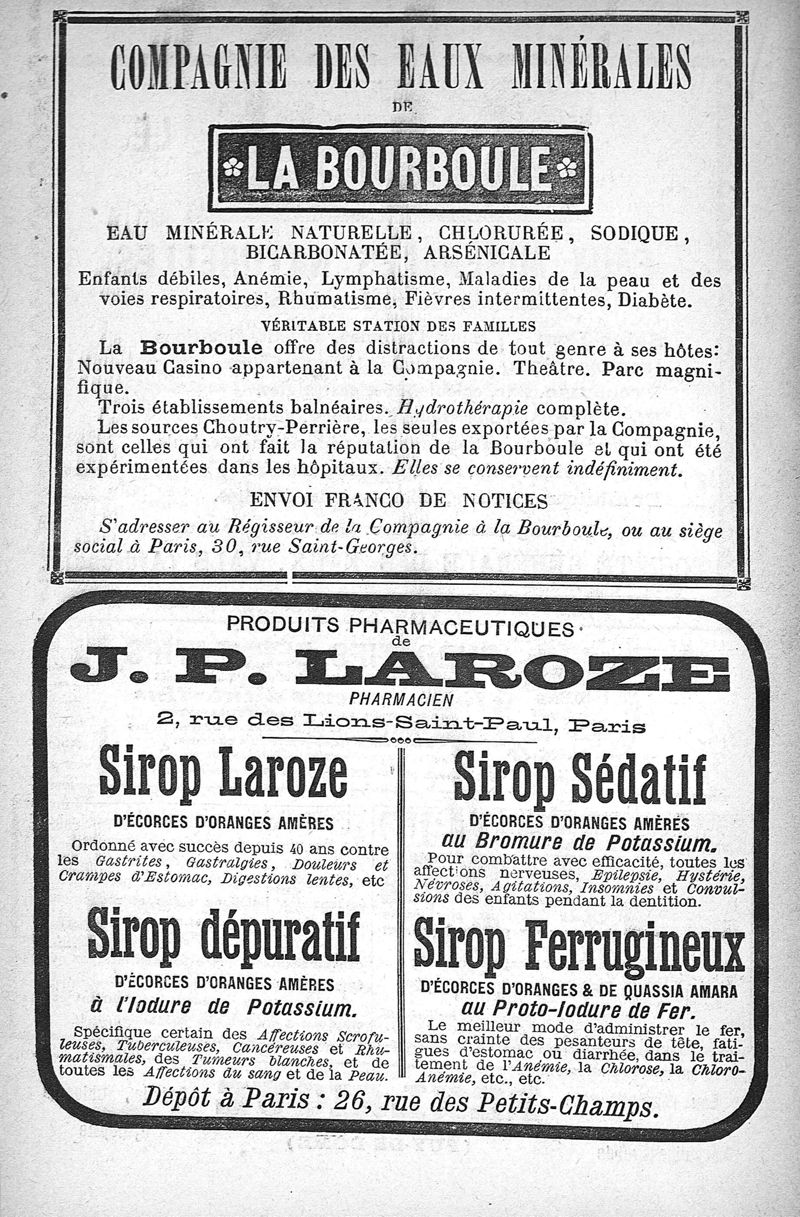 COMPAGNIE DES EAUX MINÉRALES
DE
LA BOURBOULE
EAU MINÉRALE NATURELLE, CHLORURÉE, SODIQUE,
BICARBONATÉE, ARSÉNICALE
Enfants débiles, Anémie, Lymphatisme, Maladies de la peau et des
voies respiratoires, Rhumatisme, Fièvres intermittentes, Diabète.
VÉRITABLE STATION DES FAMILLES
La Bourboule offre des distractions de tout genre à ses hôtes:
Nouveau Casino appartenant à la Compagnie. Theâtre. Parc magni-
fique.
Trois établissements balnéaires. Hydrothérapie complète.
Les sources Choutry-Perrière, les seules exportées par la Compagnie,
sont celles qui ont fait la réputation de la Bourboule et qui ont été
expérimentées dans les hôpitaux. Elles se conservent indéfiniment.
ENVOI FRANCO DE NOTICES
S'adresser au Régisseur de la Compagnie à la Bourboule, ou au siège
social à Paris, 30, rue Saint-Georges.
PRODUITS PHARMACEUTIQUES
de
J. P. LAROZE
PHARMACIEN
2, rue des Lions-Saint-Paul, Paris
Sirop Laroze
D'ÉCORCES D'ORANGES AMÈRES
Ordonné avec succès depuis 40 ans contre
les Gastrites, Gastralgies, Douleurs et
Crampes d'Estomac, Digestions lentes, etc
Sirop dépuratif
D'ÉCORCES D'ORANGES AMÈRES
à l'Iodure de Potassium.
Spécifique certain des Affections Scrofu-
leuses, Tuberculeuses, Cancéreuses et Rhu-
matismales, des Tumeurs blanches, et de
toutes les Affections du sang et de la Peau.
Sirop Sédatif
D'ÉCORCES D'ORANGES AMÈRES
au Bromure de Potassium.
Pour combattre avec efficacité, toutes les
affections nerveuses, Epilepsie, Hystérie,
Névroses, Agitations, Insomnies et Convul-
sions des enfants pendant la dentition.
Sirop Ferrugineux
D'ÉCORCES D'ORANGES & DE QUASSIA AMARA
au Proto-Iodure de Fer.
Le meilleur mode d'administrer le fer,
sans crainte des pesanteurs de tête, fati-
gues d'estomac ou diarrhée, dans le trai-
tement de l'Anémie, la Chlorose, la Chloro-
Anémie, etc., etc.
Dépôt à Paris : 26, rue des Petits-Champs.